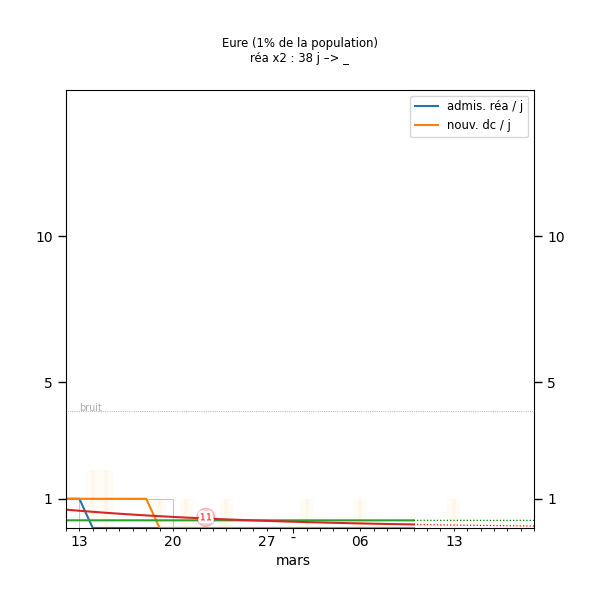 Eure (1% de la population)
réa x2 : 38 j –> _
admis. réa / j
nouv. dc / j
10 10
5 5
bruit
1 1
11
13 20 27 - 06 13
mars